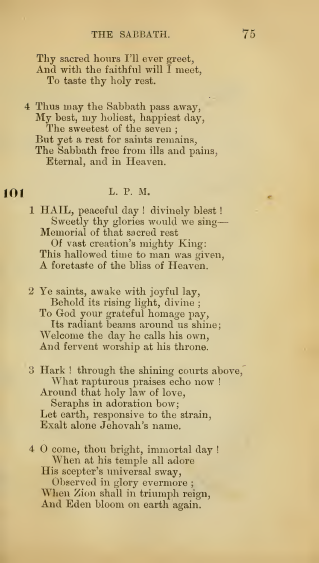 THE SABBATH. 75
Thy sacred hours I'll ever greet,
And with the faithful will I meet,
To taste thy holy rest.
4 Thus may the Sabbath pass away,
My best, my holiest, happiest day,
The sweetest of the seven ;
But yet a rest for saints remains,
The Sabbath free from ills and pains,
Eternal, and in Heaven.
101 L. P. M.
1 HAIL, peaceful day ! divinely blest !
Sweetly thy glories would we sing—
Memorial of that sacred rest
Of vast creation's mighty King:
This hallowed time to man was given,
A foretaste of the bliss of Heaven.
2 Ye saints, awake with joyful lay,
Behold its rising light, divine ;
To God your grateful homage pay,
Its radiant beams around us shine;
Welcome the day he calls his own,
And fervent worship at his throne.
3 Hark ! through the shining courts above,
What rapturous praises echo now !
Around that holy law of love,
Seraphs in adoration bow;
Let earth, responsive to the strain,
Exalt alone Jehovah's name.
4 O come, thou bright, immortal day !
When at his temple all adore
His scepter's universal sway,
Observed in glory evermore ;
When Zion shall in triumph reign,
And Eden bloom on earth again.